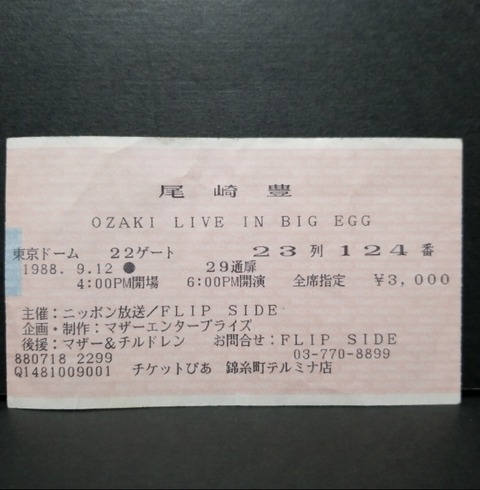 尾崎豊
OZAKI LIVE IN BIG EGG
東京ドーム 22ゲート 23列124番
1988. 9.12 ● 29通扉
4:00PM開場 6:00PM開演 全席指定 ¥3,000
主催:ニッポン放送/FLIP SIDE
企画・制作:マザーエンタープライズ
後援:マザー&チルドレン お問合せ:FLIP SIDE
880718 2299 03-770-8899
Q1481009001 チケットぴあ 錦糸町テルミナ店